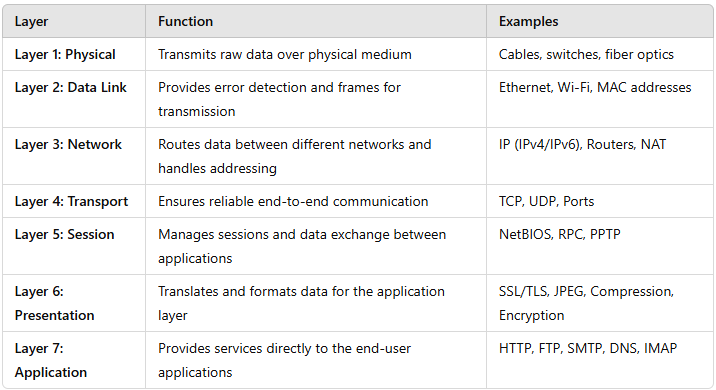 Layer Function Examples
Layer 1: Physical Transmits raw data over physical medium Cables, switches, fiber optics
Layer 2: Data Link Provides error detection and frames for Ethernet, Wi-Fi, MAC addresses
transmission
Layer 3: Network Routes data between different networks and IP (IPv4/IPv6), Routers, NAT
handles addressing
Layer 4: Transport Ensures reliable end-to-end communication TCP, UDP, Ports
Layer 5: Session Manages sessions and data exchange between NetBIOS, RPC, PPTP
applications
Layer 6: Translates and formats data for the application SSL/TLS, JPEG, Compression,
Presentation layer Encryption
Layer 7: Provides services directly to the end-user HTTP, FTP, SMTP, DNS, IMAP
Application applications